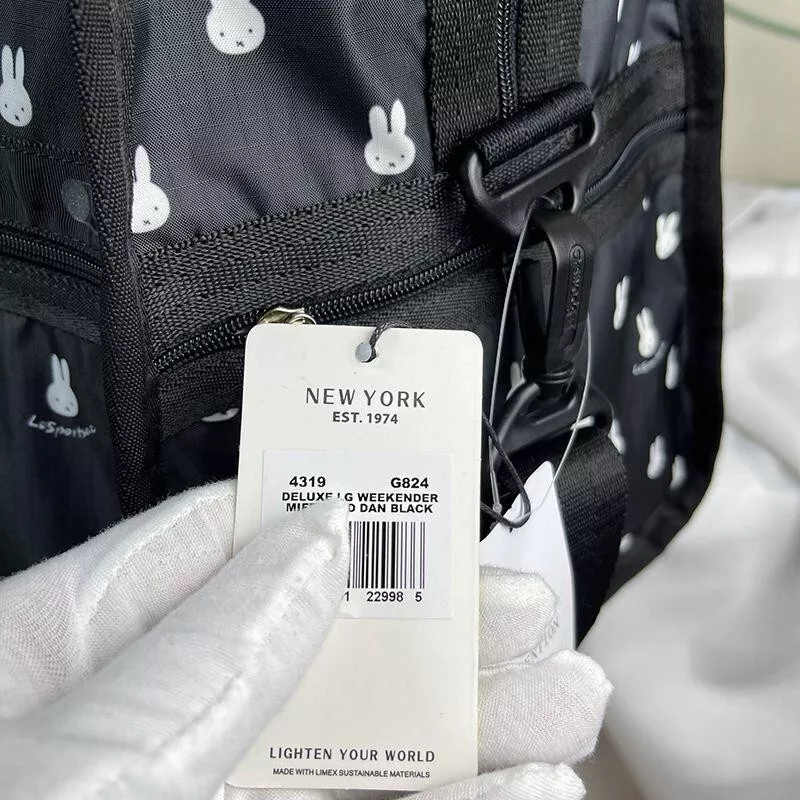 NEW YORK
EST. 1974
4319 G824
DELUXE LG WEEKENDER
DAN BLACK
1 22998 5
LIGHTEN YOUR WORLD
MADE WITH LIMEX SUSTAINABLE MATERIALS
LeSportsac